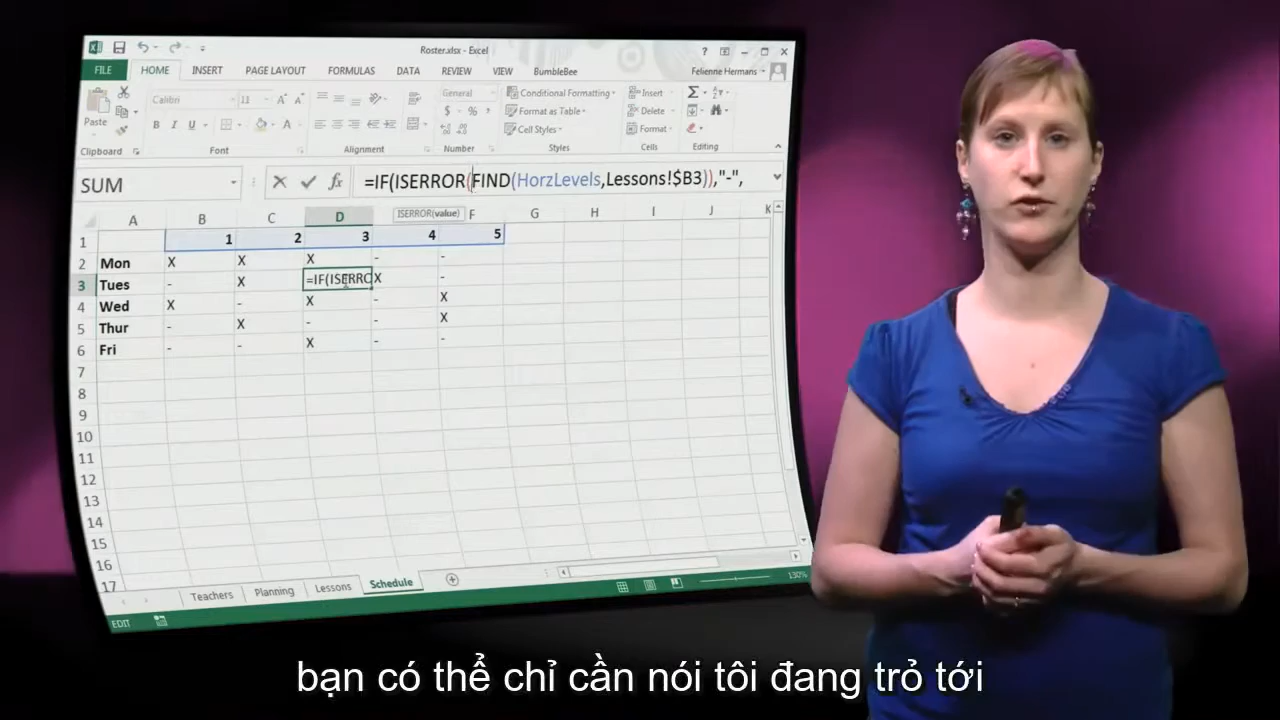 Roster.xlsx - Excel
FILE HOME INSERT PAGE LAYOUT FORMULAS DATA REVIEW VIEW BumbleBee Felienne Hermans
Calibri 11 General Conditional Formatting Insert
Paste B I U A $ % Format as Table Delete
Cell Styles Format
Clipboard Font Alignment Number Styles Cells Editing
SUM =IF(ISERROR(FIND(HorzLevels,Lessons!$B3)),"-",
ISERROR(value)
A B C D F G H I J K
1 1 2 3 4 5
2 Mon X X X - -
3 Tues - X =IF(ISERRO X -
4 Wed X - X - X
5 Thur - X - - X
6 Fri - - X - -
7
8
9
10
11
12
13
14
15
16
17
Teachers Planning Lessons Schedule
EDIT 130%
bạn có thể chỉ cần nói tôi đang trỏ tới